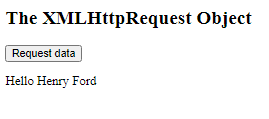 The XMLHttpRequest Object
Request data
Hello Henry Ford